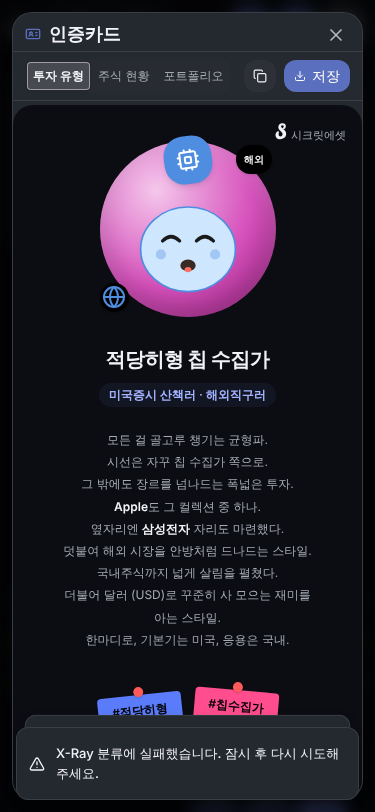 인증카드
투자 유형 주식 현황 포트폴리오 저장
시크릿에셋
해외
적당히형 칩 수집가
미국증시 산책러 · 해외직구러
모든 걸 골고루 챙기는 균형파.
시선은 자꾸 칩 수집가 쪽으로.
그 밖에도 장르를 넘나드는 폭넓은 투자.
Apple도 그 컬렉션 중 하나.
옆자리엔 삼성전자 자리도 마련했다.
덧붙여 해외 시장을 안방처럼 드나드는 스타일.
국내주식까지 넓게 살림을 펼쳤다.
더불어 달러 (USD)로 꾸준히 사 모으는 재미를
아는 스타일.
한마디로, 기본기는 미국, 응용은 국내.
#적당히형 #칩수집가
X-Ray 분류에 실패했습니다. 잠시 후 다시 시도해
주세요.